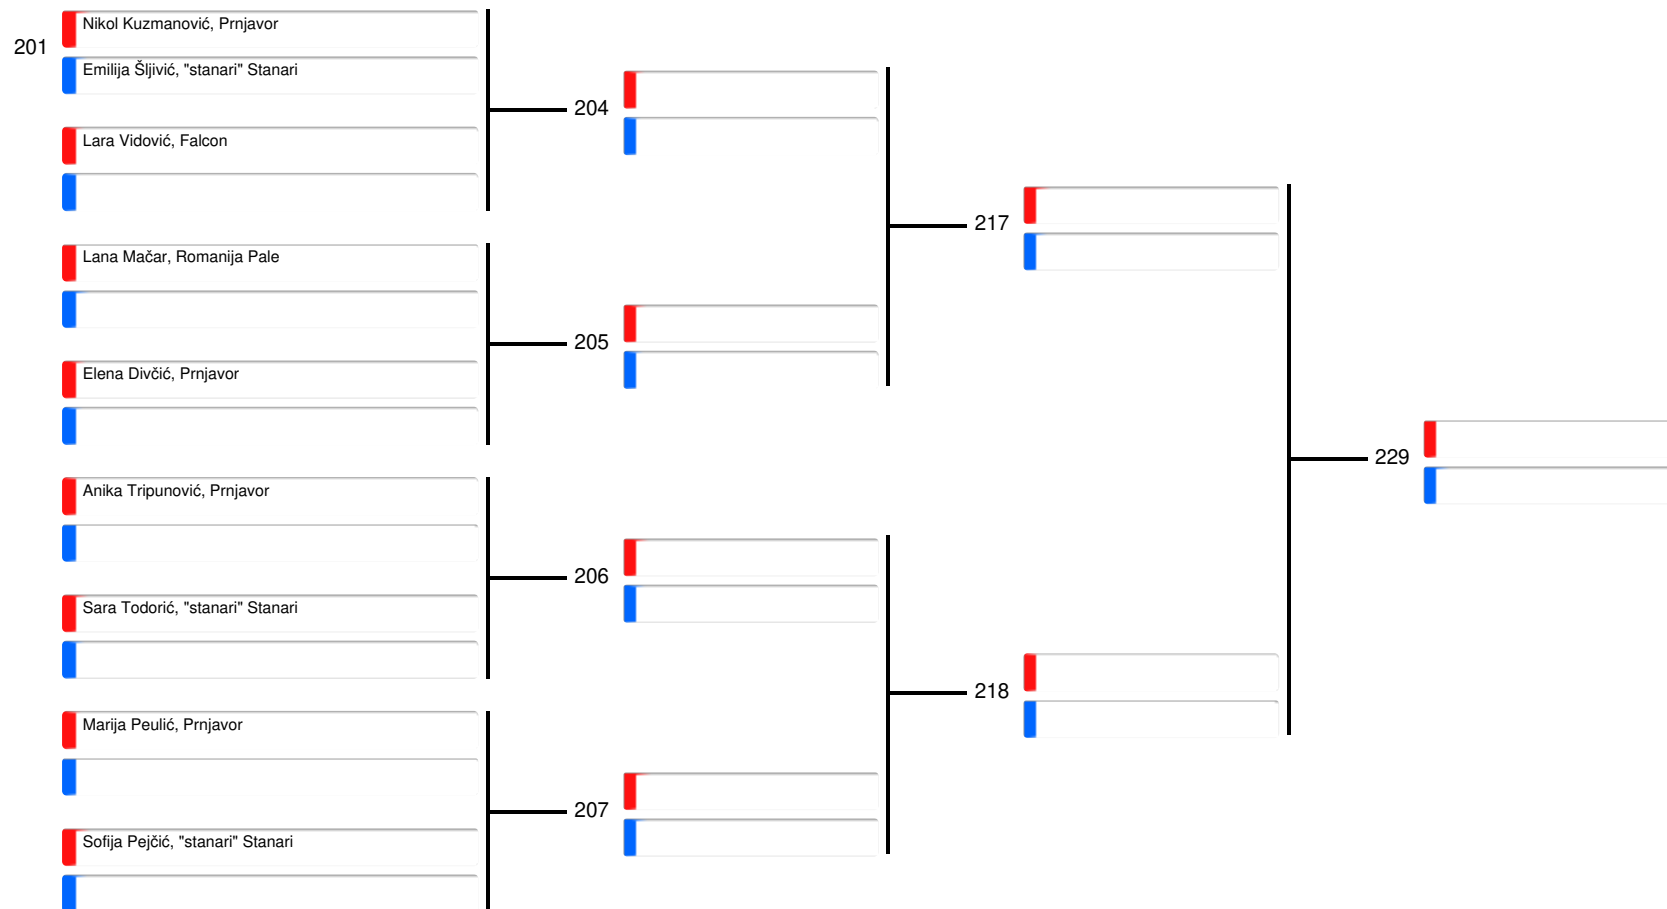 201
Nikol Kuzmanović, Prnjavor
Emilija Šljivić, "stanari" Stanari
Lara Vidović, Falcon
Lana Mačar, Romanija Pale
Elena Divčić, Prnjavor
Anika Tripunović, Prnjavor
Sara Todorić, "stanari" Stanari
Marija Peulić, Prnjavor
Sofija Pejčić, "stanari" Stanari
204
205
206
207
217
218
229